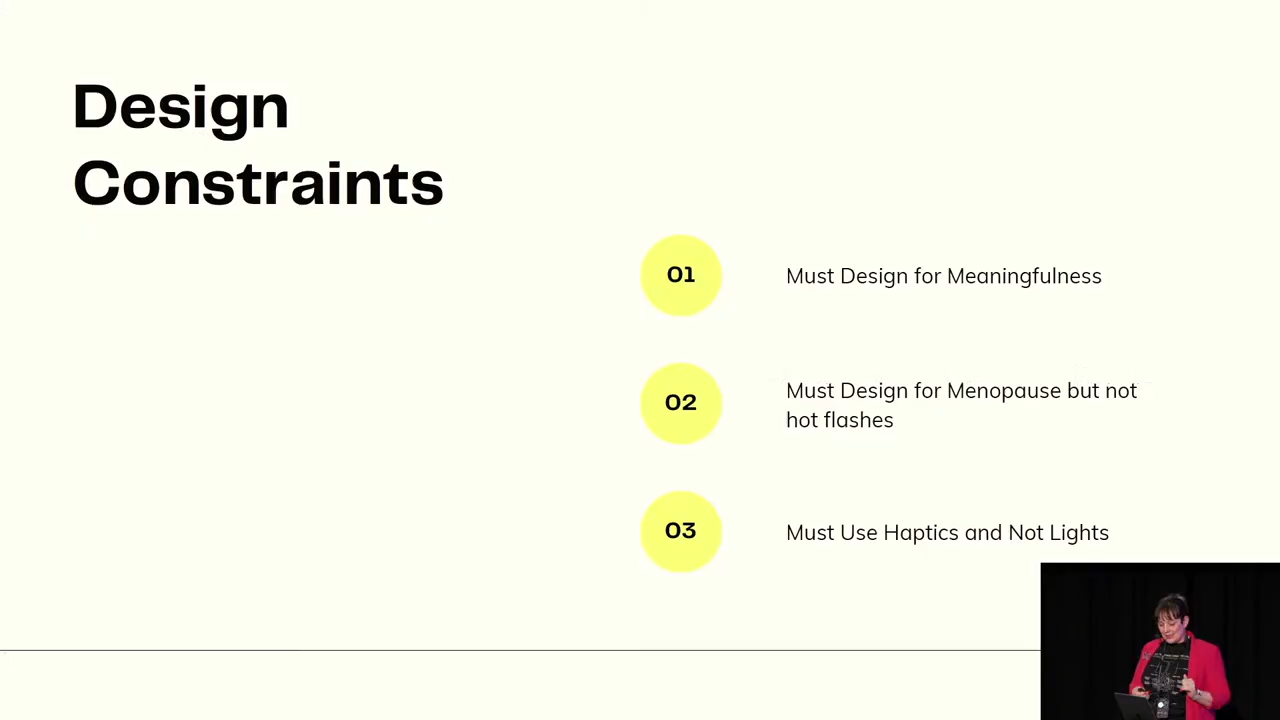 Design
Constraints
01
Must Design for Meaningfulness
02
Must Design for Menopause but not
hot flashes
03
Must Use Haptics and Not Lights